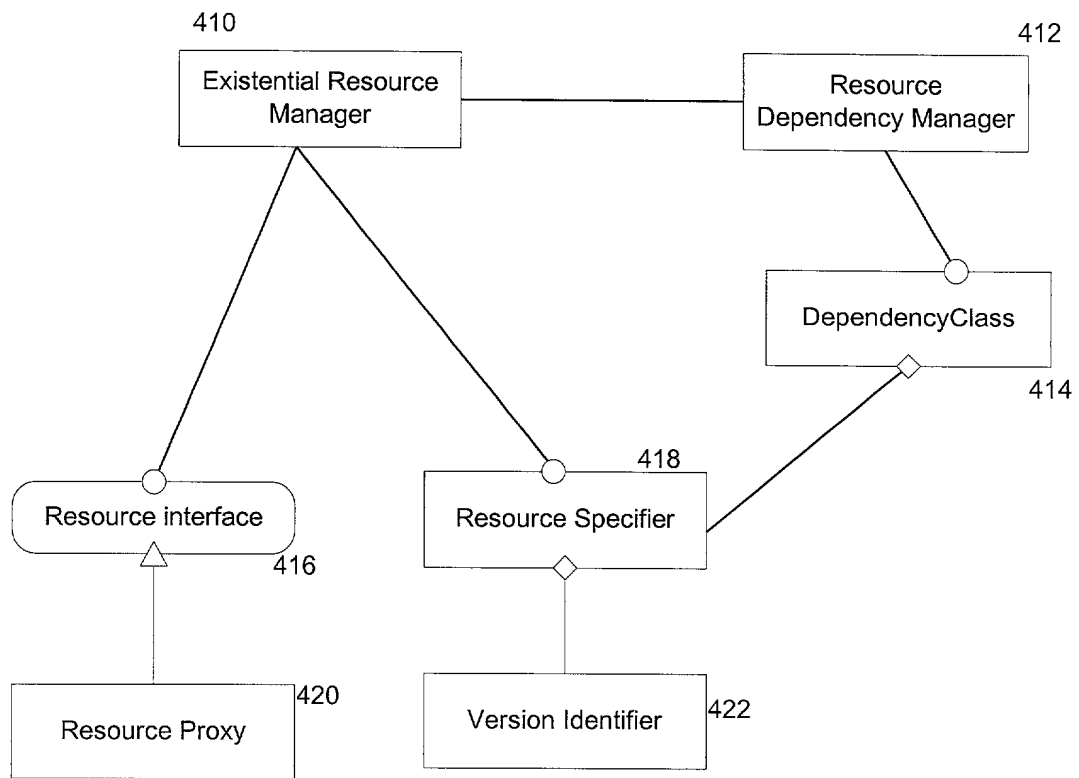 410
412
Existential Resource
Manager
Resource
Dependency Manager
DependencyClass
414
418
Resource interface
Resource Specifier
416
420
Resource Proxy
Version Identifier
422